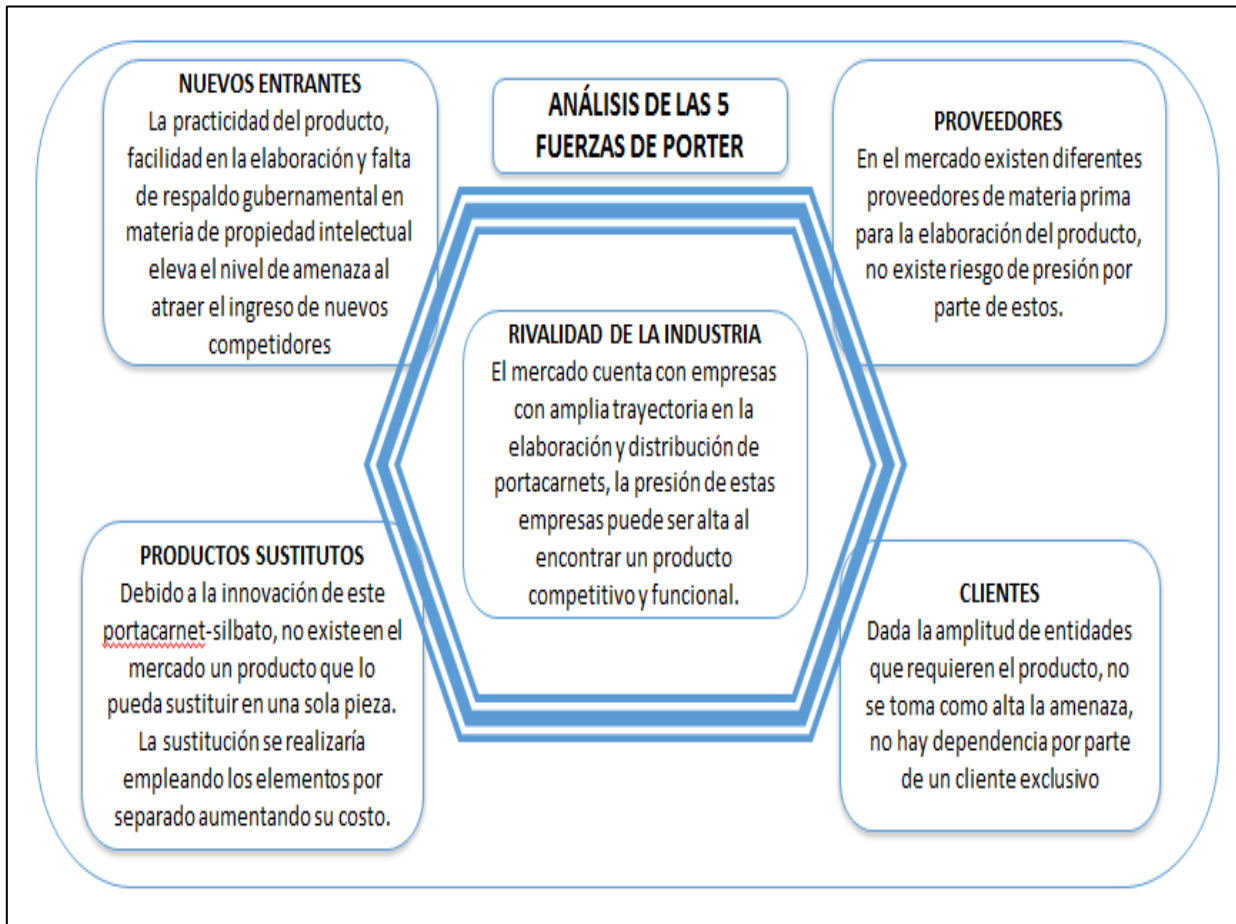 NUEVOS ENTRANTES
La practicidad del producto,
facilidad en la elaboración y falta
de respaldo gubernamental en
materia de propiedad intelectual
eleva el nivel de amenaza al
atraer el ingreso de nuevos
competidores
ANÁLISIS DE LAS 5
FUERZAS DE PORTER
PROVEEDORES
En el mercado existen diferentes
proveedores de materia prima
para la elaboración del producto,
no existe riesgo de presión por
parte de estos.
RIVALIDAD DE LA INDUSTRIA
El mercado cuenta con empresas
con amplia trayectoria en la
elaboración y distribución de
portacarnets, la presión de estas
empresas puede ser alta al
encontrar un producto
competitivo y funcional.
PRODUCTOS SUSTITUTOS
Debido a la innovación de este
portacarnet-silbato, no existe en el
mercado un producto que lo
pueda sustituir en una sola pieza.
La sustitución se realizaría
empleando los elementos por
separado aumentando su costo.
CLIENTES
Dada la amplitud de entidades
que requieren el producto, no
se toma como alta la amenaza,
no hay dependencia por parte
de un cliente exclusivo